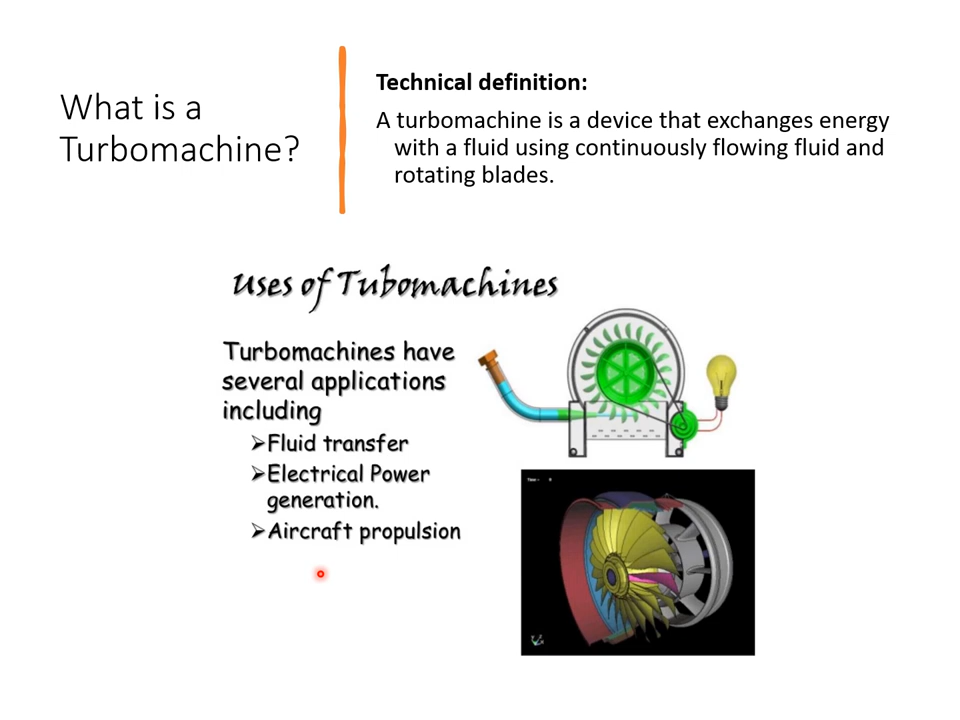 What is a
Turbomachine?
Technical definition:
A turbomachine is a device that exchanges energy
with a fluid using continuously flowing fluid and
rotating blades.
Uses of Tubomachines
Turbomachines have
several applications
including
➢Fluid transfer
➢Electrical Power
generation.
➢Aircraft propulsion